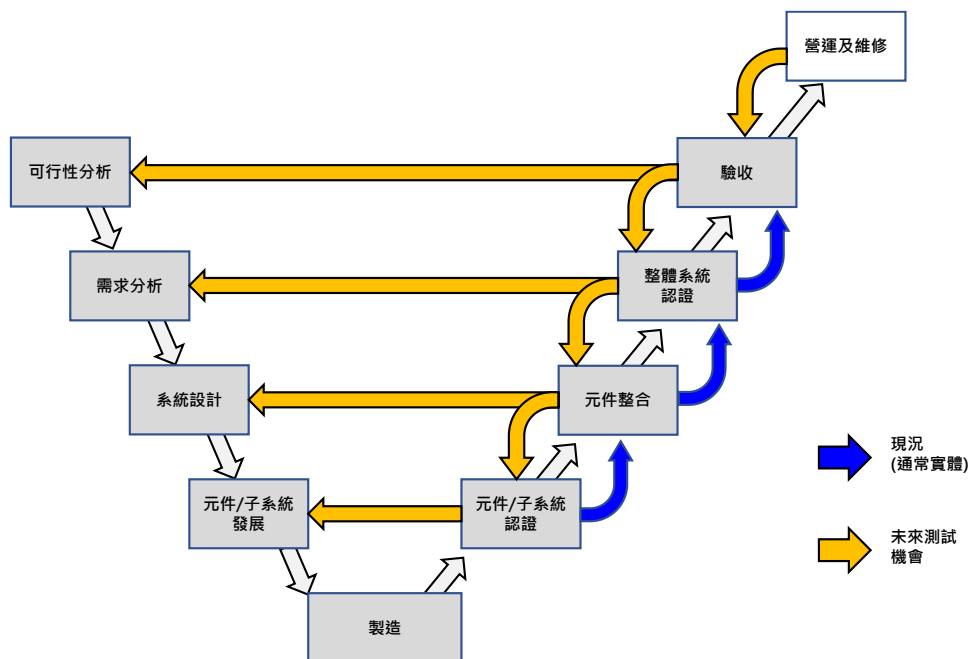 營運及維修
可行性分析
驗收
需求分析
整體系統
認證
系統設計
元件整合
元件/子系統
發展
元件/子系統
認證
製造
現況
(通常實體)
未來測試
機會